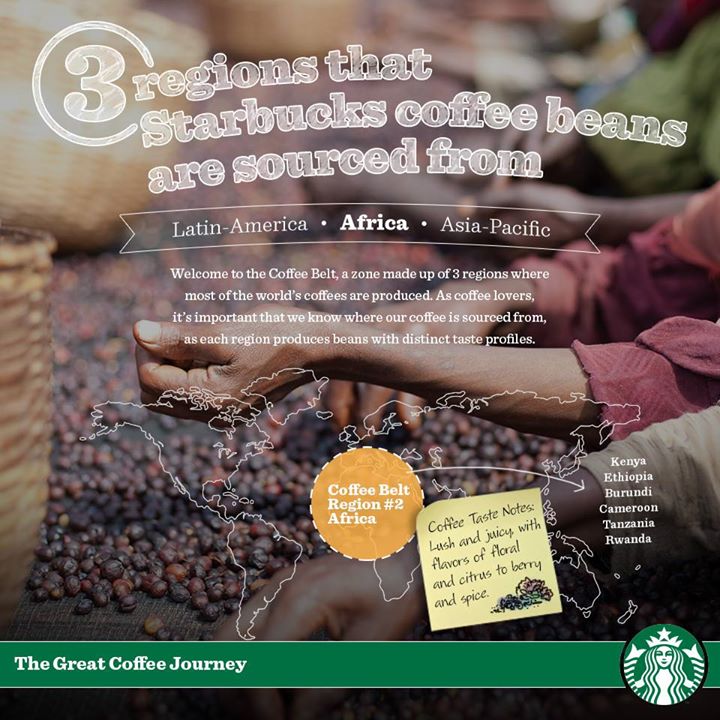 3 regions that
Starbucks coffee beans
are sourced from
Latin-America • Africa • Asia-Pacific
Welcome to the Coffee Belt, a zone made up of 3 regions where
most of the world's coffees are produced. As coffee lovers,
it's important that we know where our coffee is sourced from,
as each region produces beans with distinct taste profiles.
Coffee Belt
Region #2
Africa
Kenya
Ethiopia
Burundi
Cameroon
Tanzania
Rwanda
Coffee Taste Notes:
Lush and juicy, with
flavors of floral
and citrus to berry
and spice.
The Great Coffee Journey